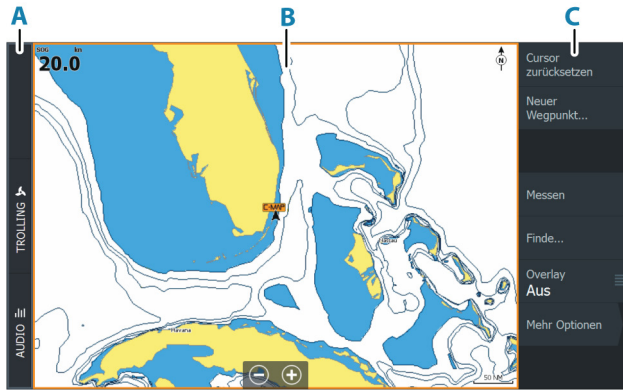 A
B
C
SOG kn
20.0
N
Cursor
zurücksetzen
Neuer
Wegpunkt...
Messen
Finde...
Overlay
Aus
Mehr Optionen
TROLLING
AUDIO
C-MAP
Nassau
Havana
50 NM